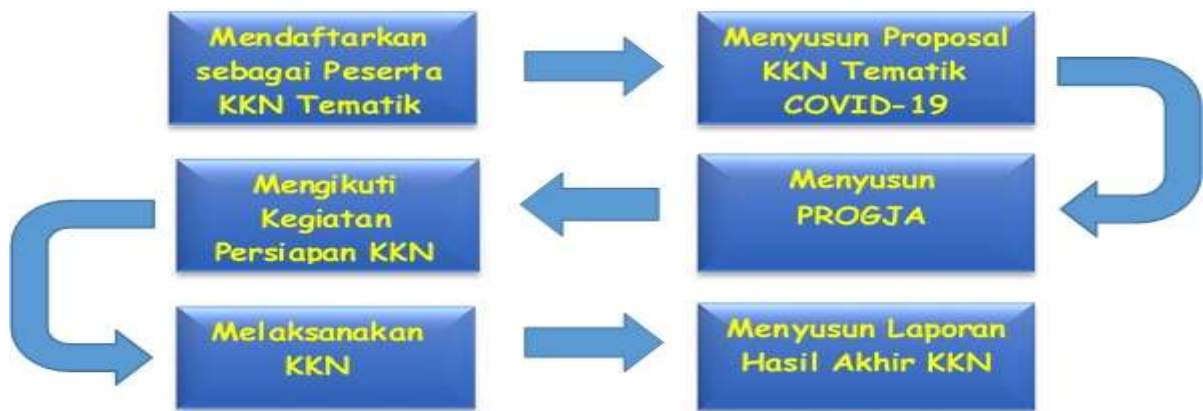 Mendaftarkan
sebagai Peserta
KKN Tematik
Menyusun Proposal
KKN Tematik
COVID-19
Menyusun
PROGJA
Mengikuti
Kegiatan
Persiapan KKN
Melaksanakan
KKN
Menyusun Laporan
Hasil Akhir KKN